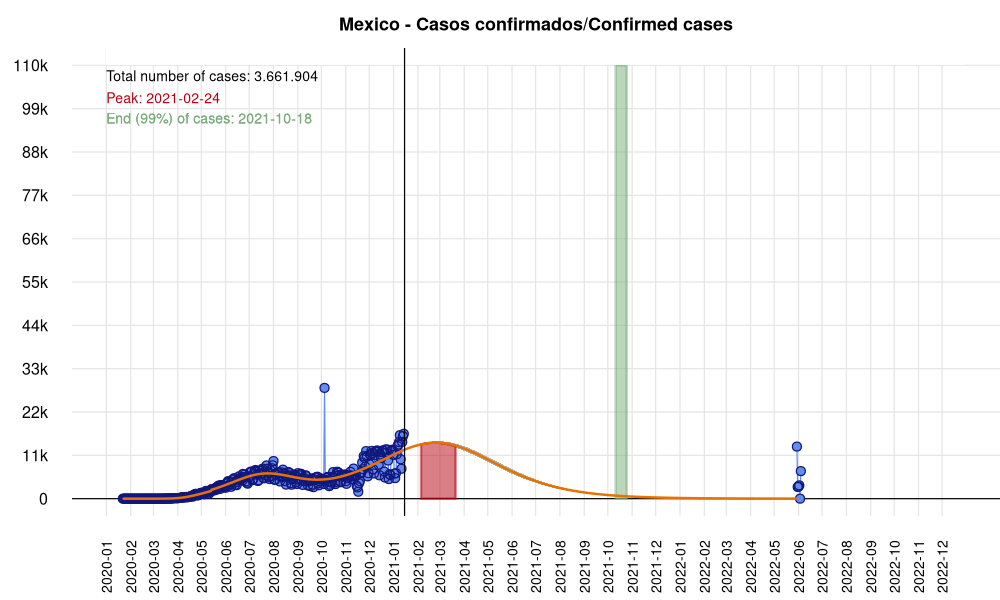 Mexico - Casos confirmados/Confirmed cases
Total number of cases: 3.661.904
Peak: 2021-02-24
End (99%) of cases: 2021-10-18
110k
99k
88k
77k
66k
55k
44k
33k
22k
11k
0
2020-01
2020-02
2020-03
2020-04
2020-05
2020-06
2020-07
2020-08
2020-09
2020-10
2020-11
2020-12
2021-01
2021-02
2021-03
2021-04
2021-05
2021-06
2021-07
2021-08
2021-09
2021-10
2021-11
2021-12
2022-02
2022-03
2022-04
2022-05
2022-06
2022-07
2022-08
2022-09
2022-10
2022-11
2022-12